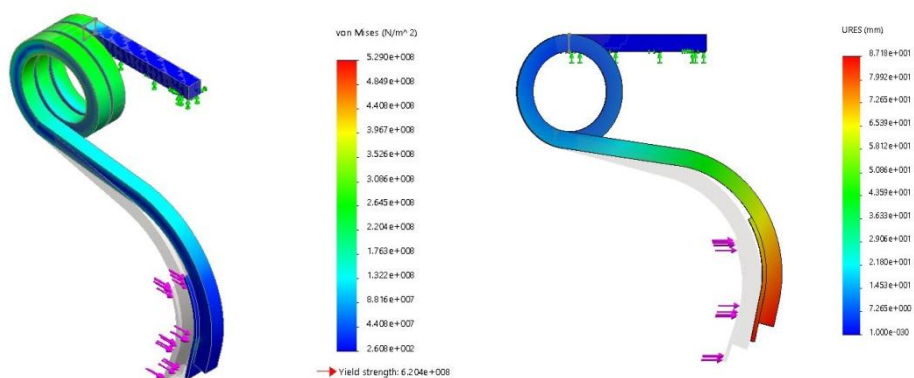 von Mises (N/m^2)
5.290e+008
4.849e+008
4.408e+008
3.967e+008
3.526e+008
3.086e+008
2.645e+008
2.204e+008
1.763e+008
1.322e+008
8.816e+007
4.408e+007
2.608e+002
Yield strength: 6.204e+008
URES (mm)
8.718e+001
7.992e+001
7.265e+001
6.539e+001
5.812e+001
5.086e+001
4.359e+001
3.633e+001
2.906e+001
2.180e+001
1.453e+001
7.265e+000
1.000e-030